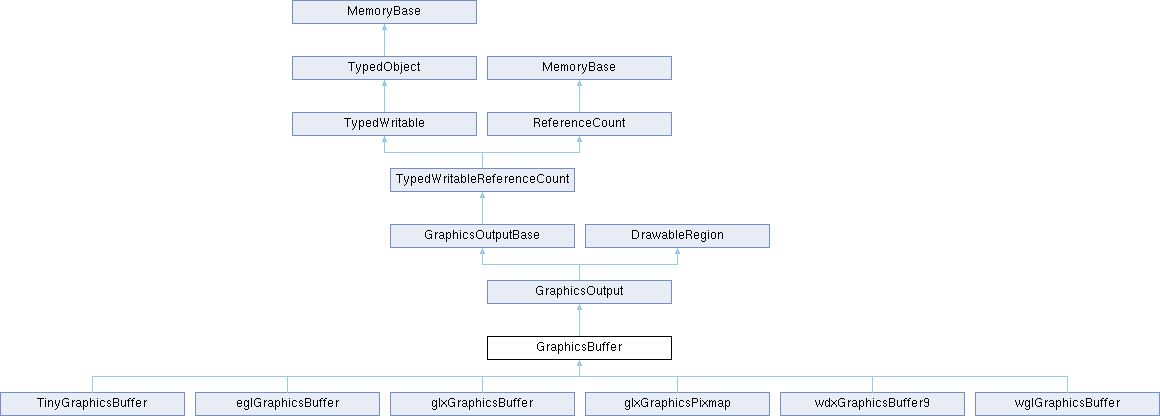 MemoryBase
TypedObject
MemoryBase
TypedWritable
ReferenceCount
TypedWritableReferenceCount
GraphicsOutputBase
DrawableRegion
GraphicsOutput
GraphicsBuffer
TinyGraphicsBuffer
eglGraphicsBuffer
glxGraphicsBuffer
glxGraphicsPixmap
wdxGraphicsBuffer9
wglGraphicsBuffer